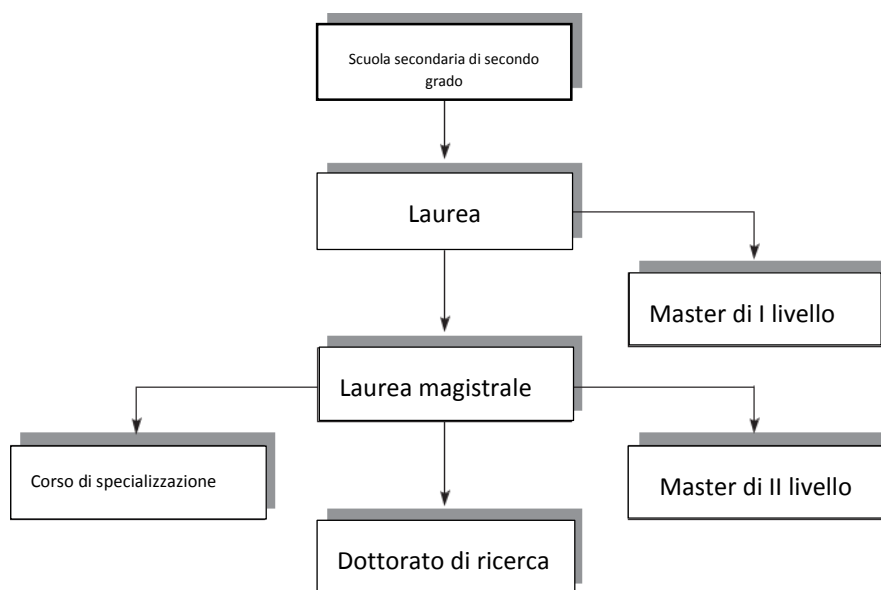 Scuola secondaria di secondo
grado
Laurea
Master di I livello
Laurea magistrale
Corso di specializzazione
Master di II livello
Dottorato di ricerca